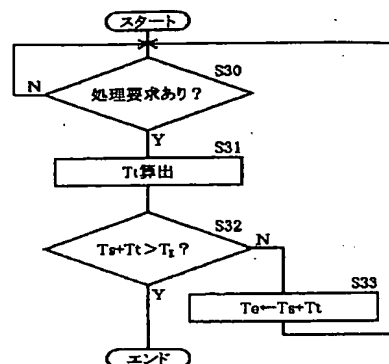 スタート
S30
N
処理要求あり?
Y
S31
Tt算出
S32
Ts+Tt>TE?
N
Y
S33
Te←Ts+Tt
エンド